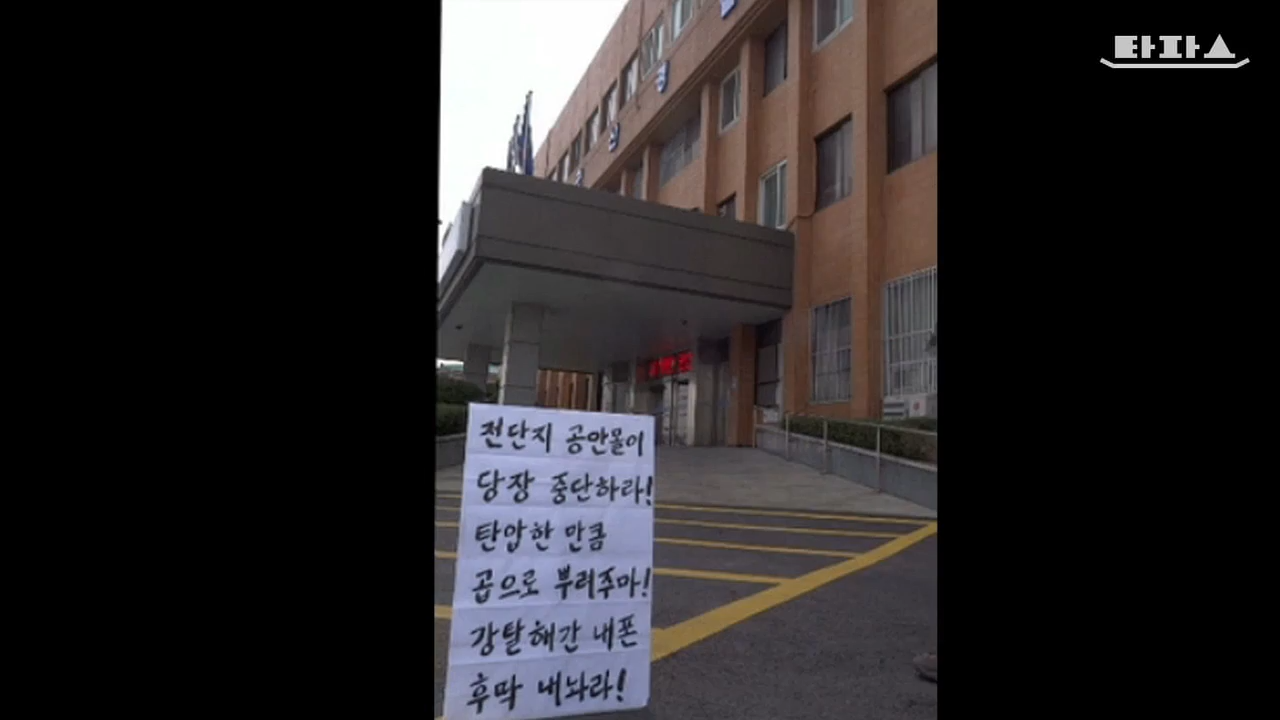 타파스
전단지 공안몰이
당장 중단하라!
탄압한 만큼
곱으로 뿌려주마!
강탈해간 내폰
후딱 내놔라!